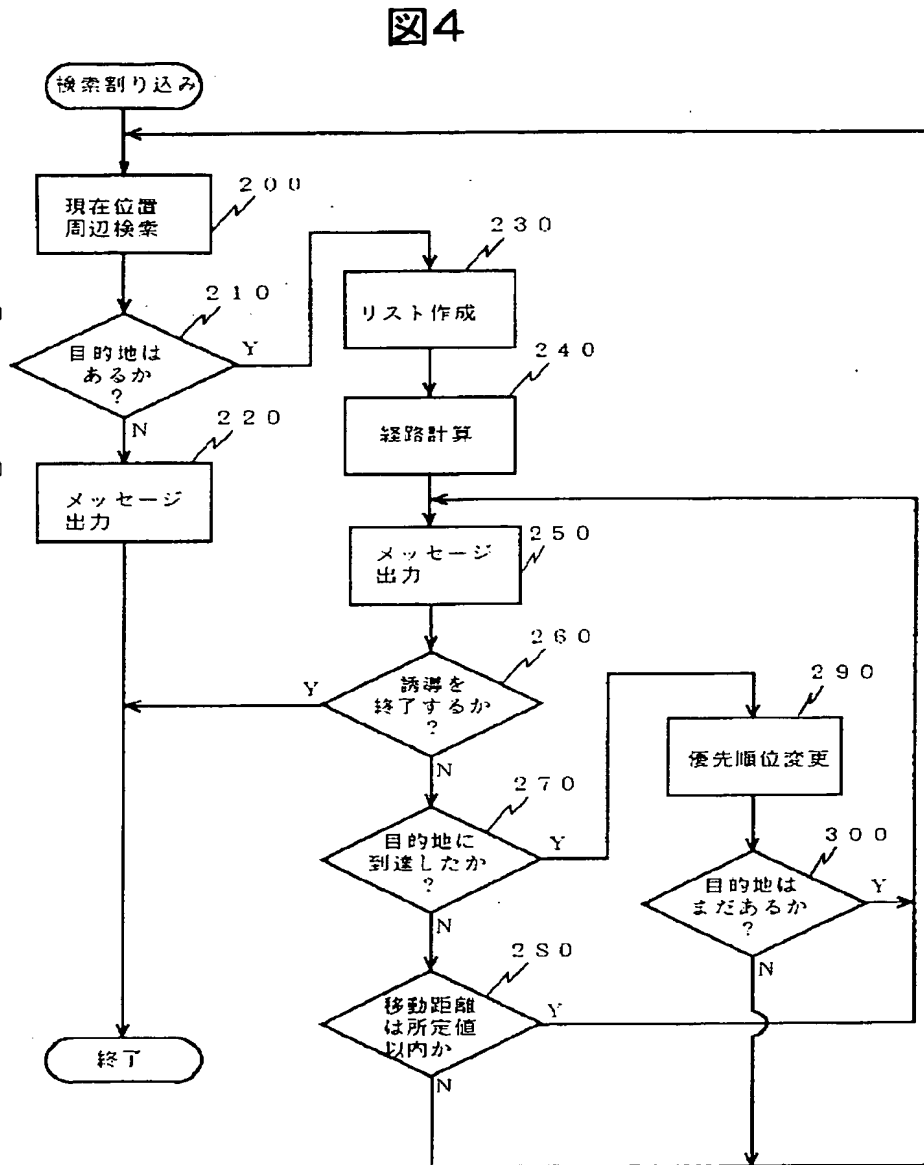 図4
検索割り込み
200
現在位置
周辺検索
210
目的地は
あるか
?
Y
N
220
メッセージ
出力
230
リスト作成
240
経路計算
250
メッセージ
出力
260
誘導を
終了するか
?
Y
N
270
目的地に
到達したか
?
Y
N
280
移動距離
は所定値
以内か
Y
N
290
優先順位変更
300
目的地は
まだあるか
?
Y
N
終了